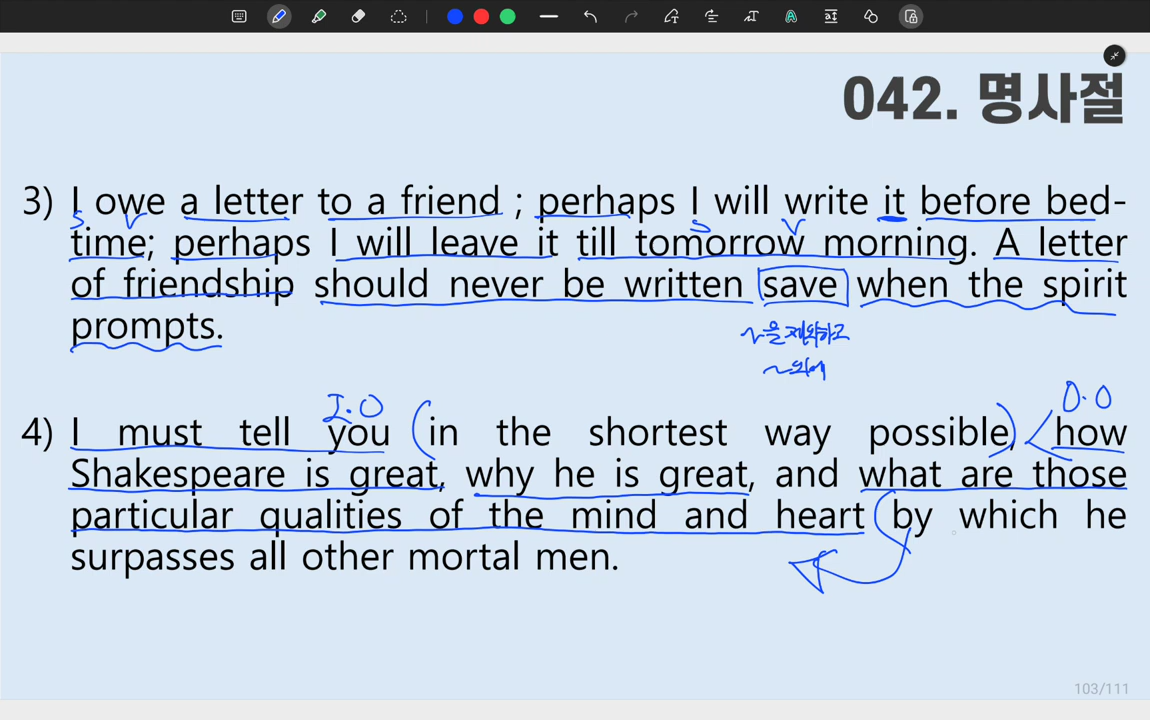 042. 명사절
3) I owe a letter to a friend ; perhaps I will write it before bed-
S V S V
time; perhaps I will leave it till tomorrow morning. A letter
of friendship should never be written save when the spirit
prompts.
~을 제외하고
~외에
I.O D.O
4) I must tell you in the shortest way possible, how
Shakespeare is great, why he is great, and what are those
particular qualities of the mind and heart by which he
surpasses all other mortal men.
103/111